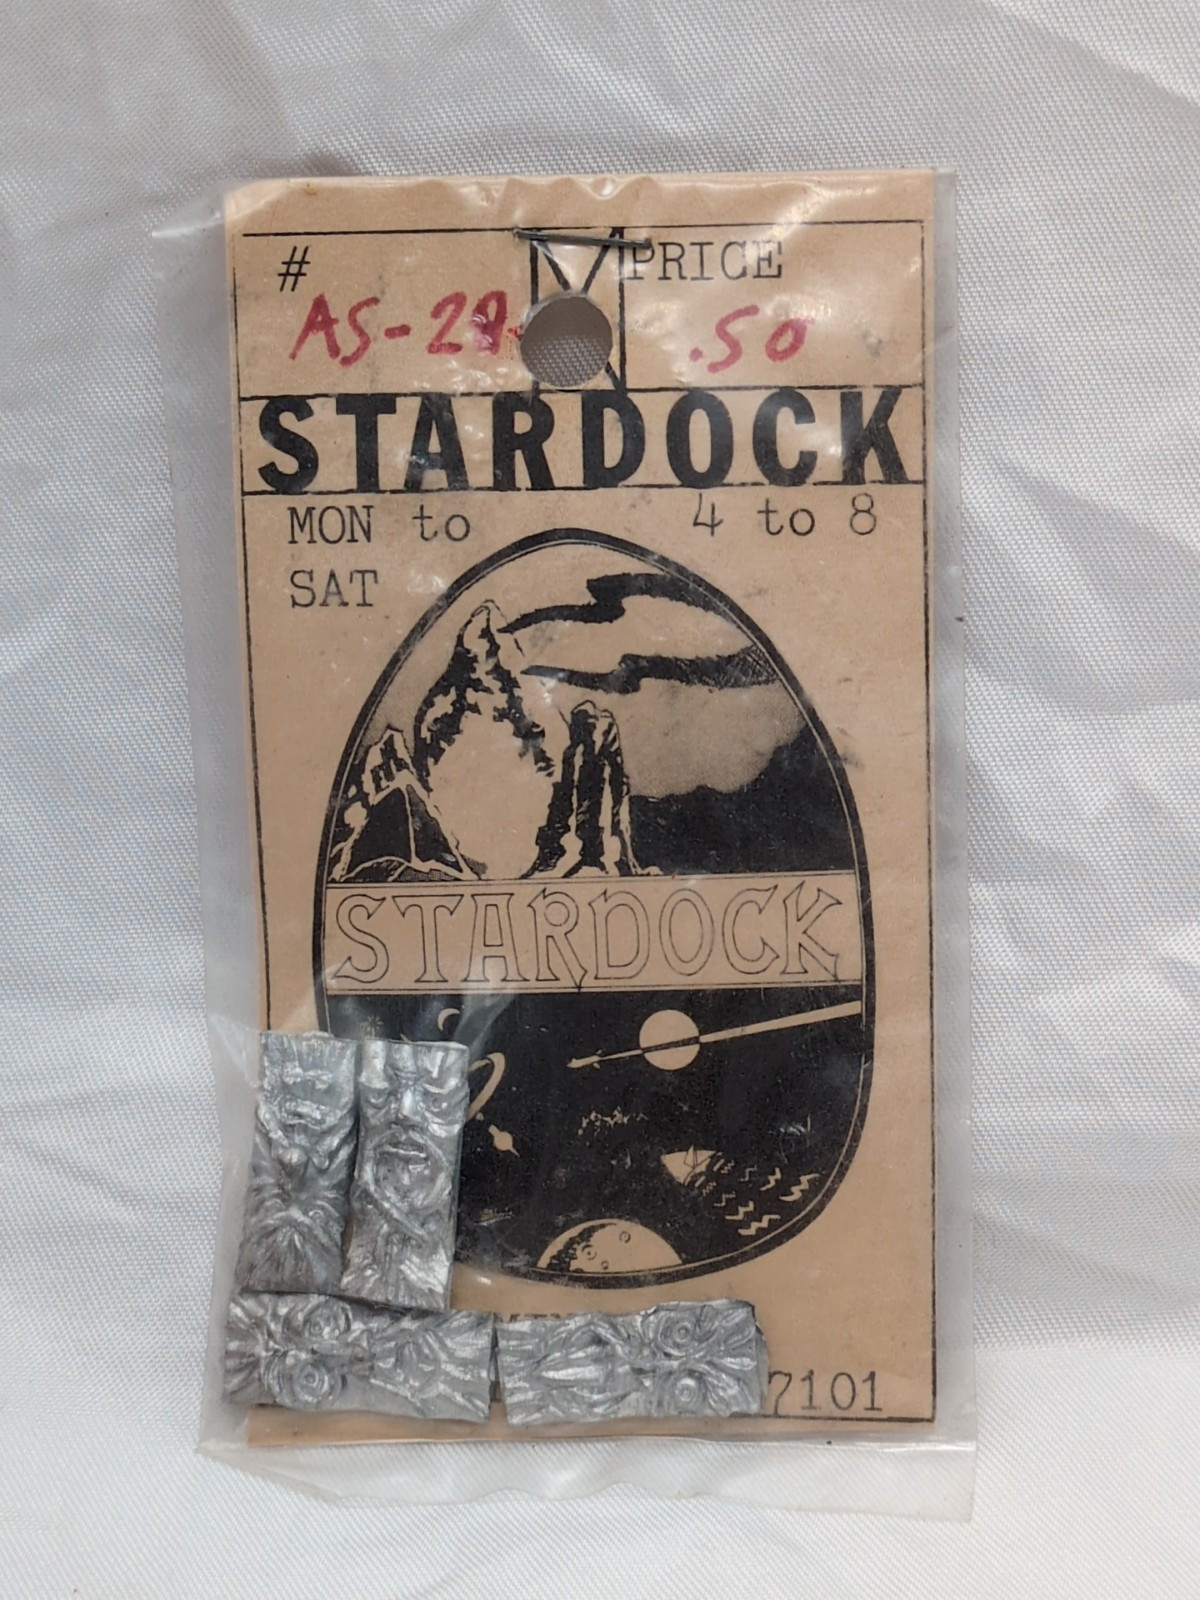 # PRICE
AS-29 .50
STARDOCK
MON to 4 to 8
SAT
STARDOCK
7101